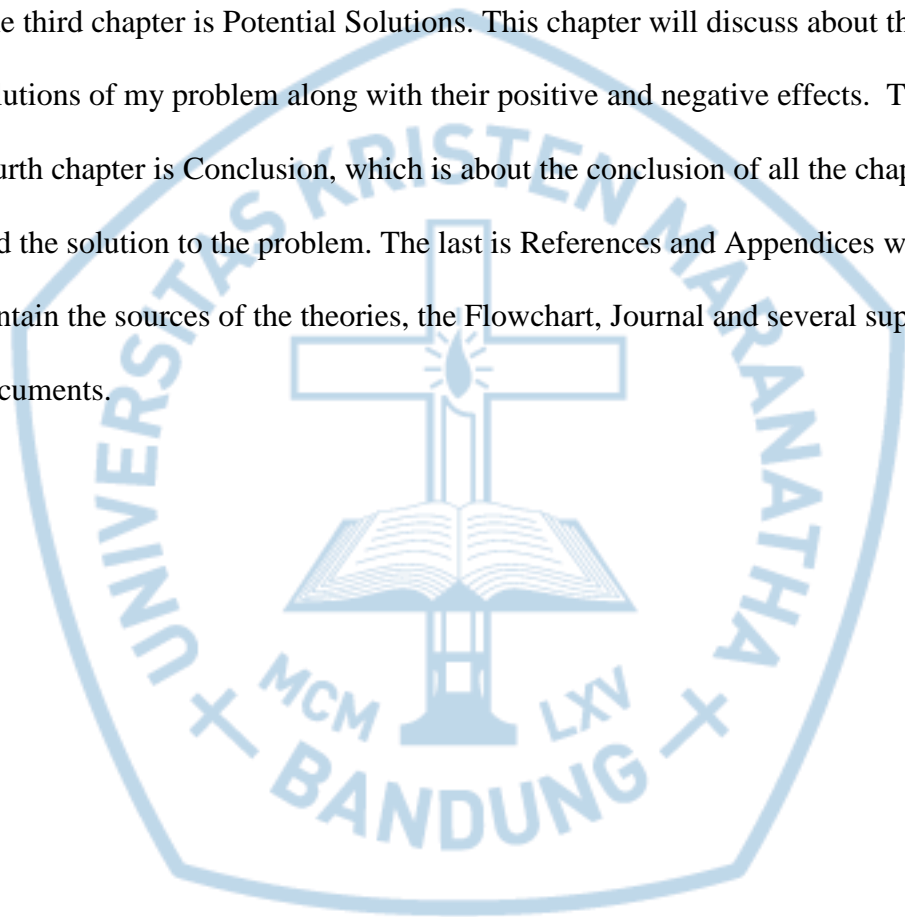 e third chapter is Potential Solutions. This chapter will discuss about th
lutions of my problem along with their positive and negative effects. T
urth chapter is Conclusion, which is about the conclusion of all the chap
d the solution to the problem. The last is References and Appendices w
ntain the sources of the theories, the Flowchart, Journal and several sup
cuments.
UNIVERSITAS KRISTEN MARANATHA
MCM LXV
BANDUNG